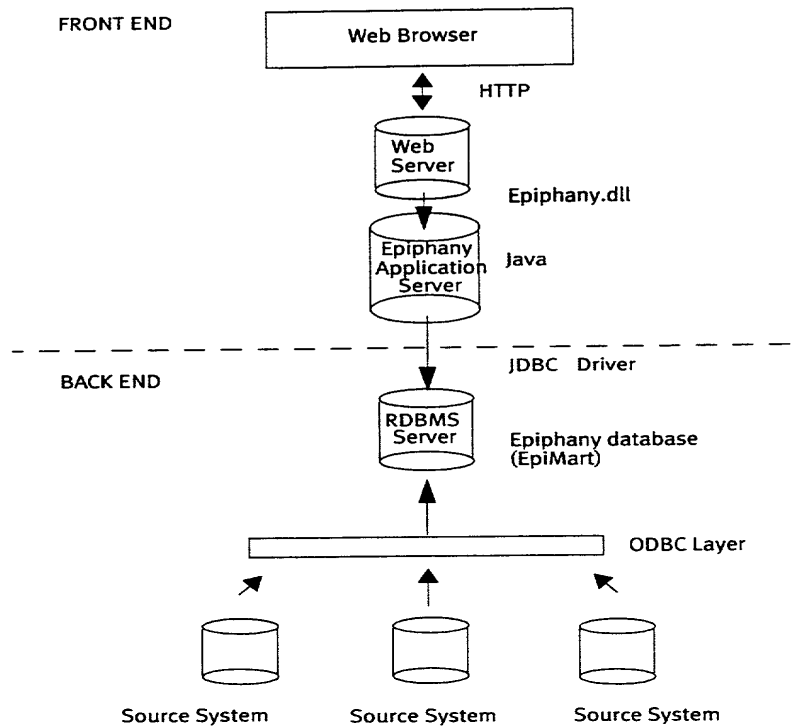 FRONT END
Web Browser
HTTP
Web
Server
Epiphany.dll
Epiphany
Application
Server
Java
JDBC Driver
BACK END
RDBMS
Server
Epiphany database
(EpiMart)
ODBC Layer
Source System
Source System
Source System